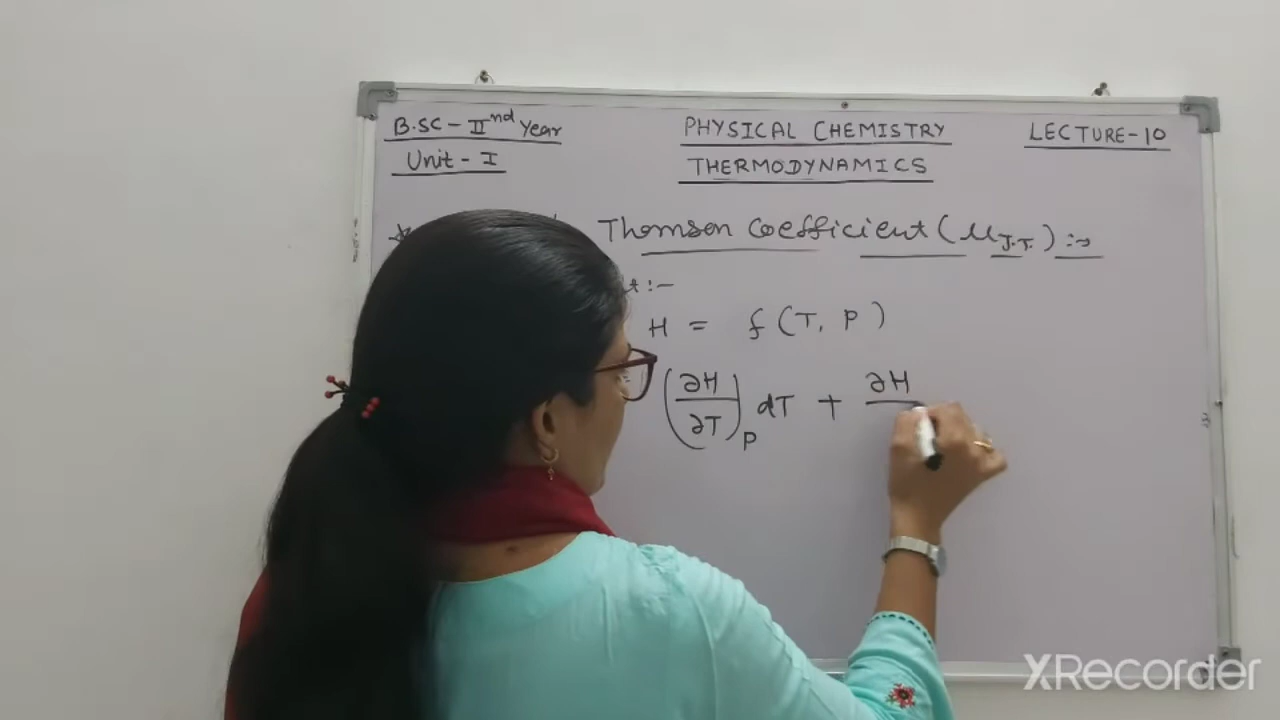 B.SC - IInd Year
Unit - I
PHYSICAL CHEMISTRY
THERMODYNAMICS
LECTURE-10
Thomson Coefficient (μJ.T.) :→
:-
H = f (T, P)
(∂H/∂T)P dT + ∂H
XRecorder